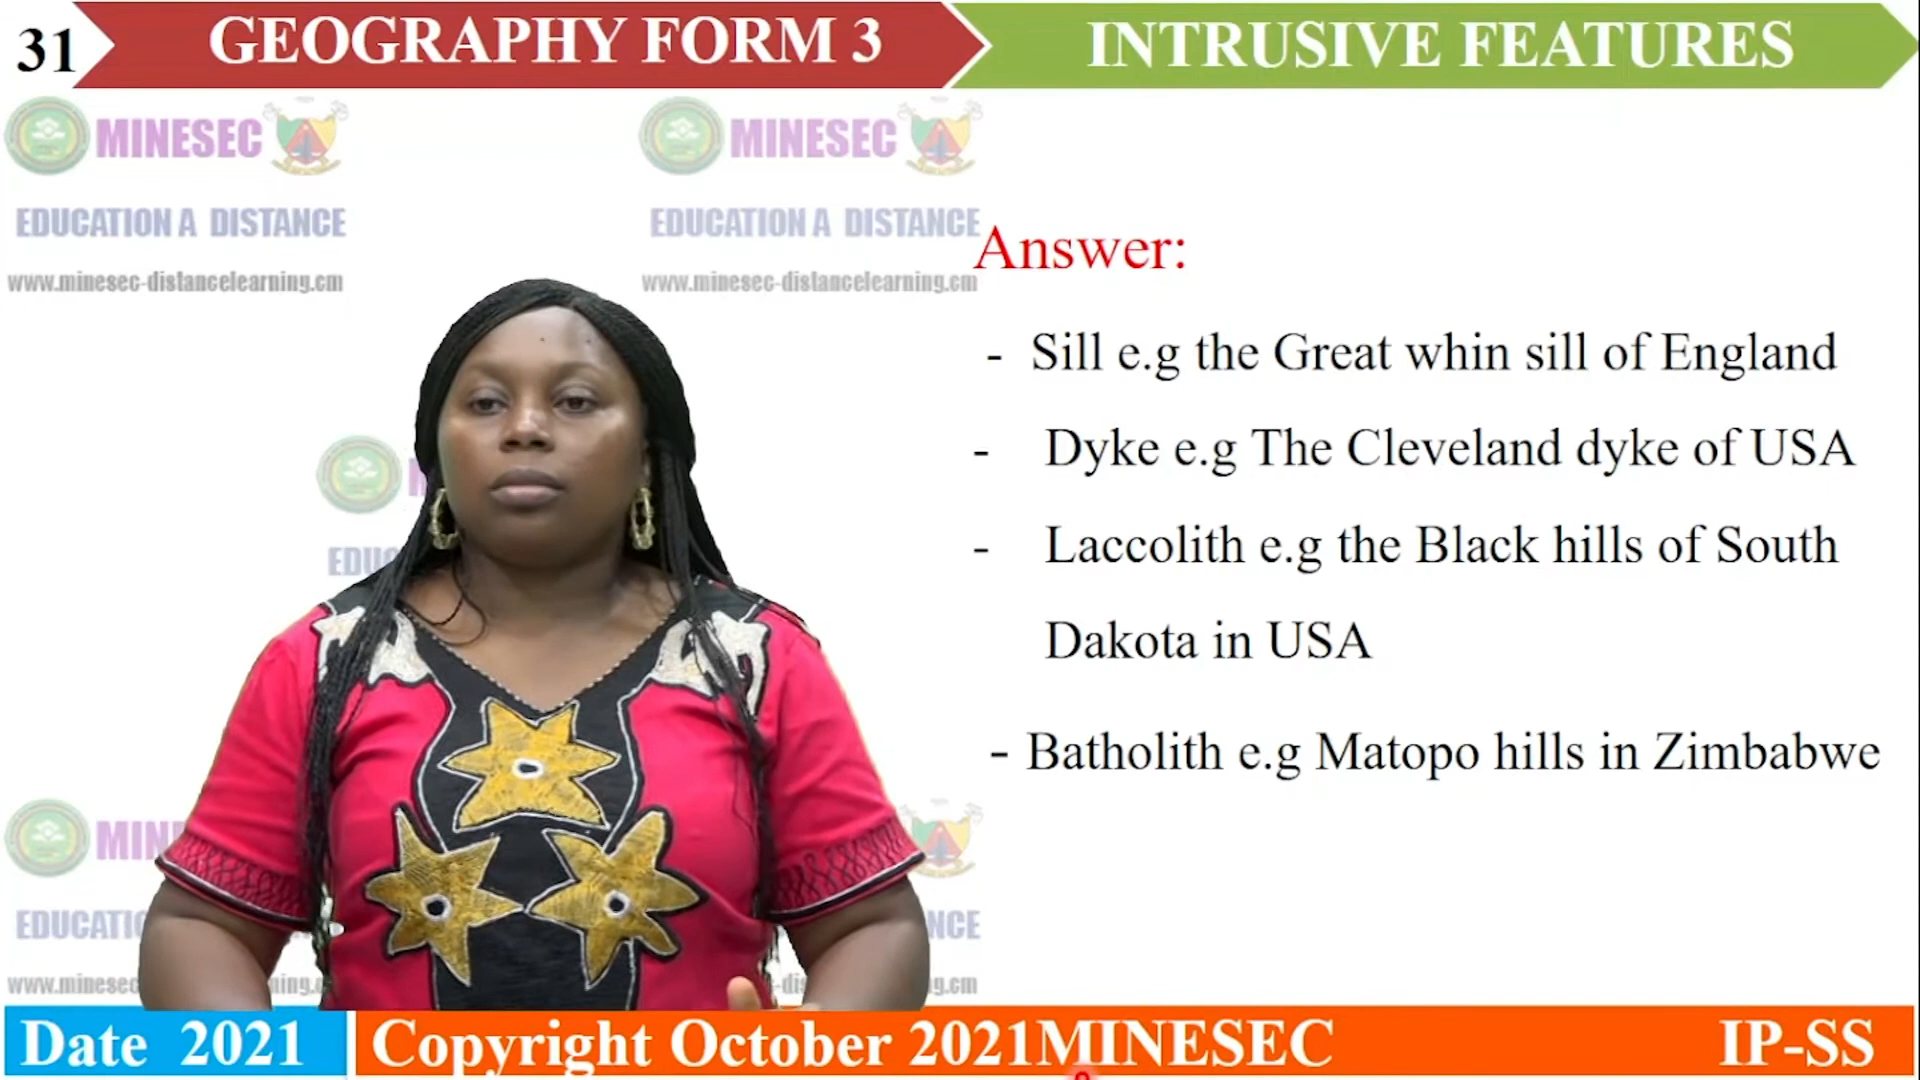 31
GEOGRAPHY FORM 3
INTRUSIVE FEATURES
MINESEC
MINESEC
EDUCATION A DISTANCE
EDUCATION A DISTANCE
www.minesec-distancelearning.cm
www.minesec-distancelearning.cm
Answer:
- Sill e.g the Great whin sill of England
- Dyke e.g The Cleveland dyke of USA
- Laccolith e.g the Black hills of South
Dakota in USA
- Batholith e.g Matopo hills in Zimbabwe
Date 2021
Copyright October 2021MINESEC
IP-SS